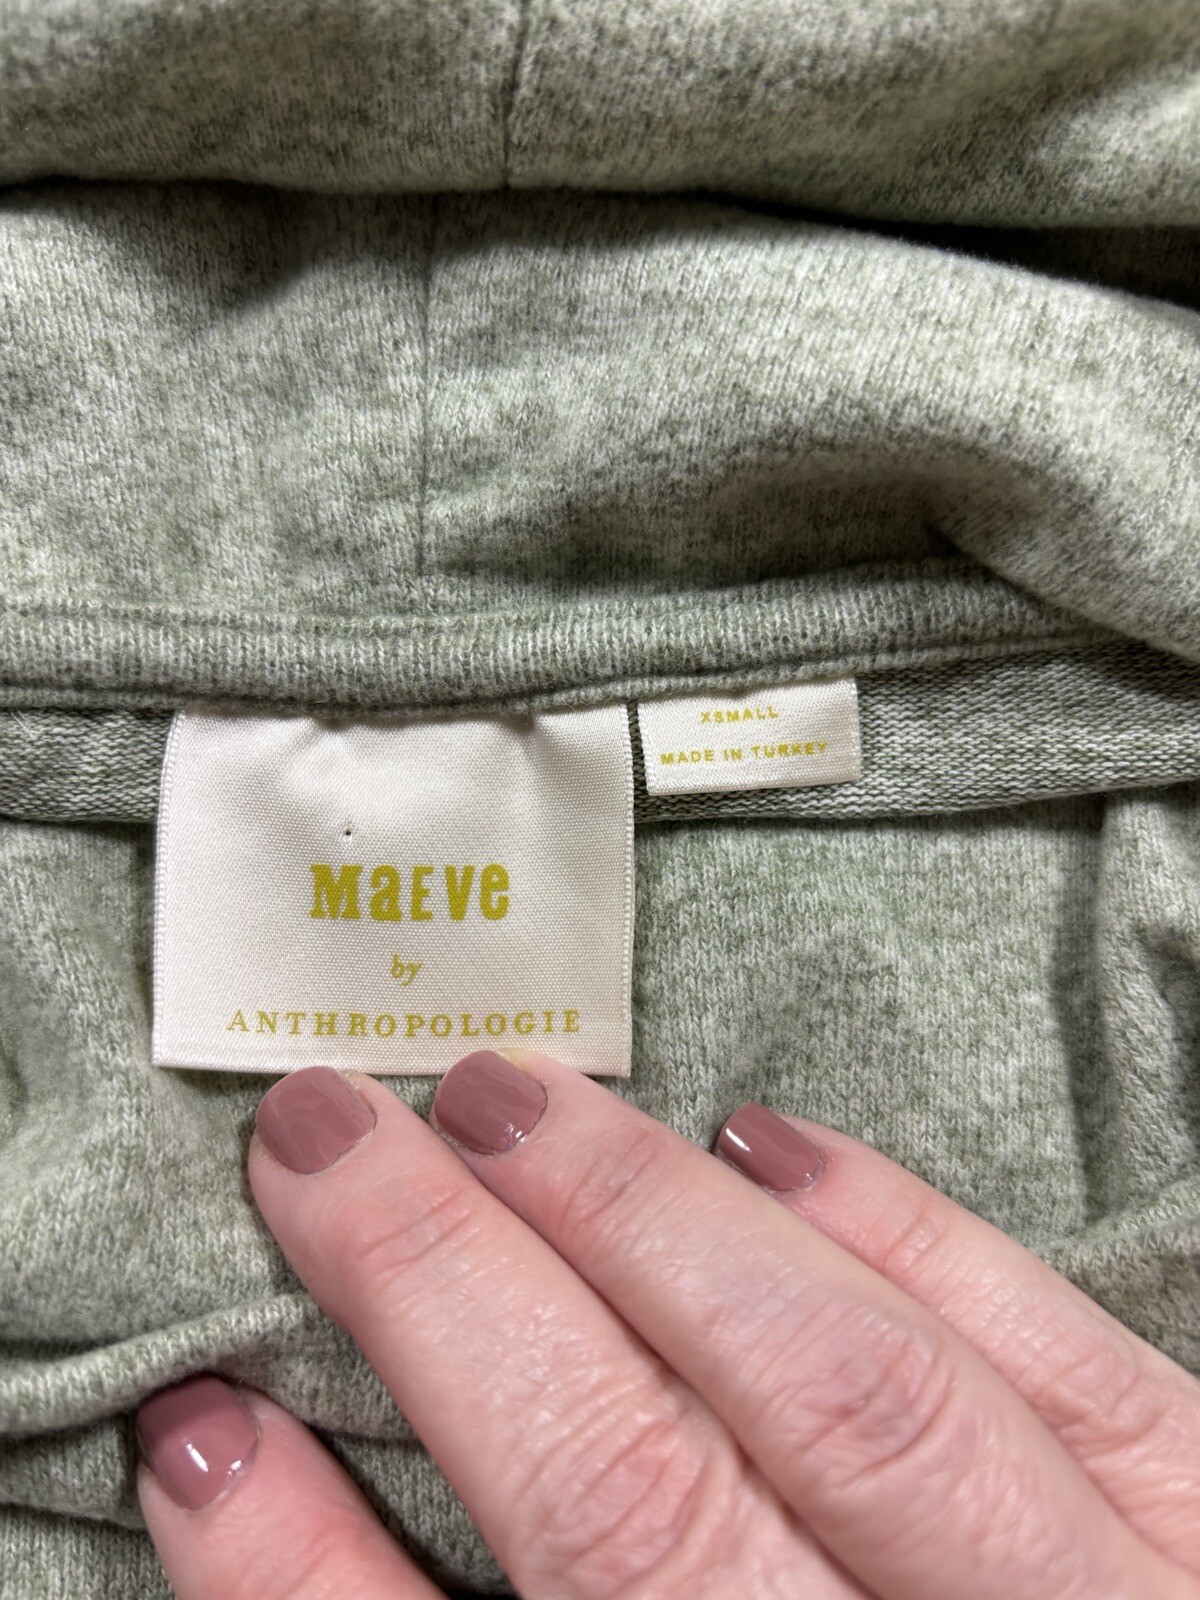 XSMALL
MADE IN TURKEY
MaEVe
by
ANTHROPOLOGIE